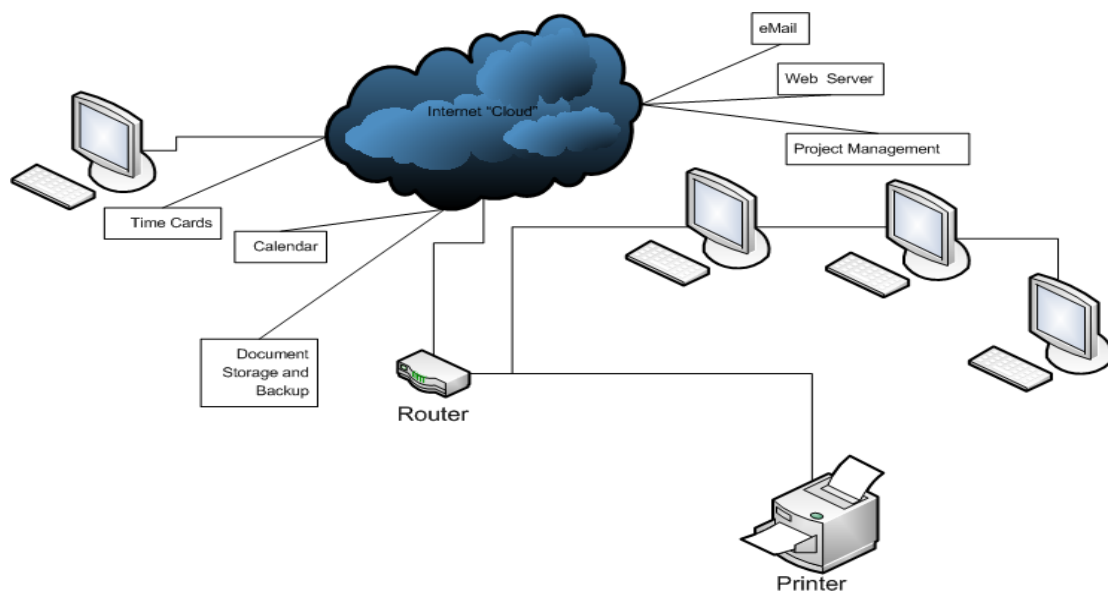 eMail
Web Server
Internet "Cloud"
Project Management
Time Cards
Calendar
Document
Storage and
Backup
Router
Printer